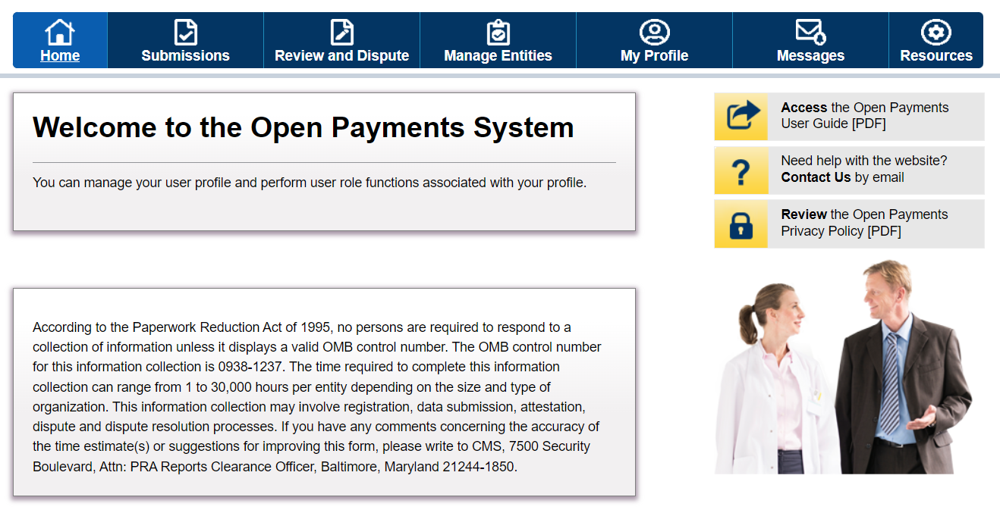 Home
Submissions
Review and Dispute
Manage Entities
My Profile
Messages
Resources
Welcome to the Open Payments System
You can manage your user profile and perform user role functions associated with your profile.
Access the Open Payments
User Guide [PDF]
Need help with the website?
Contact Us by email
Review the Open Payments
Privacy Policy [PDF]
According to the Paperwork Reduction Act of 1995, no persons are required to respond to a
collection of information unless it displays a valid OMB control number. The OMB control number
for this information collection is 0938-1237. The time required to complete this information
collection can range from 1 to 30,000 hours per entity depending on the size and type of
organization. This information collection may involve registration, data submission, attestation,
dispute and dispute resolution processes. If you have any comments concerning the accuracy of
the time estimate(s) or suggestions for improving this form, please write to CMS, 7500 Security
Boulevard, Attn: PRA Reports Clearance Officer, Baltimore, Maryland 21244-1850.